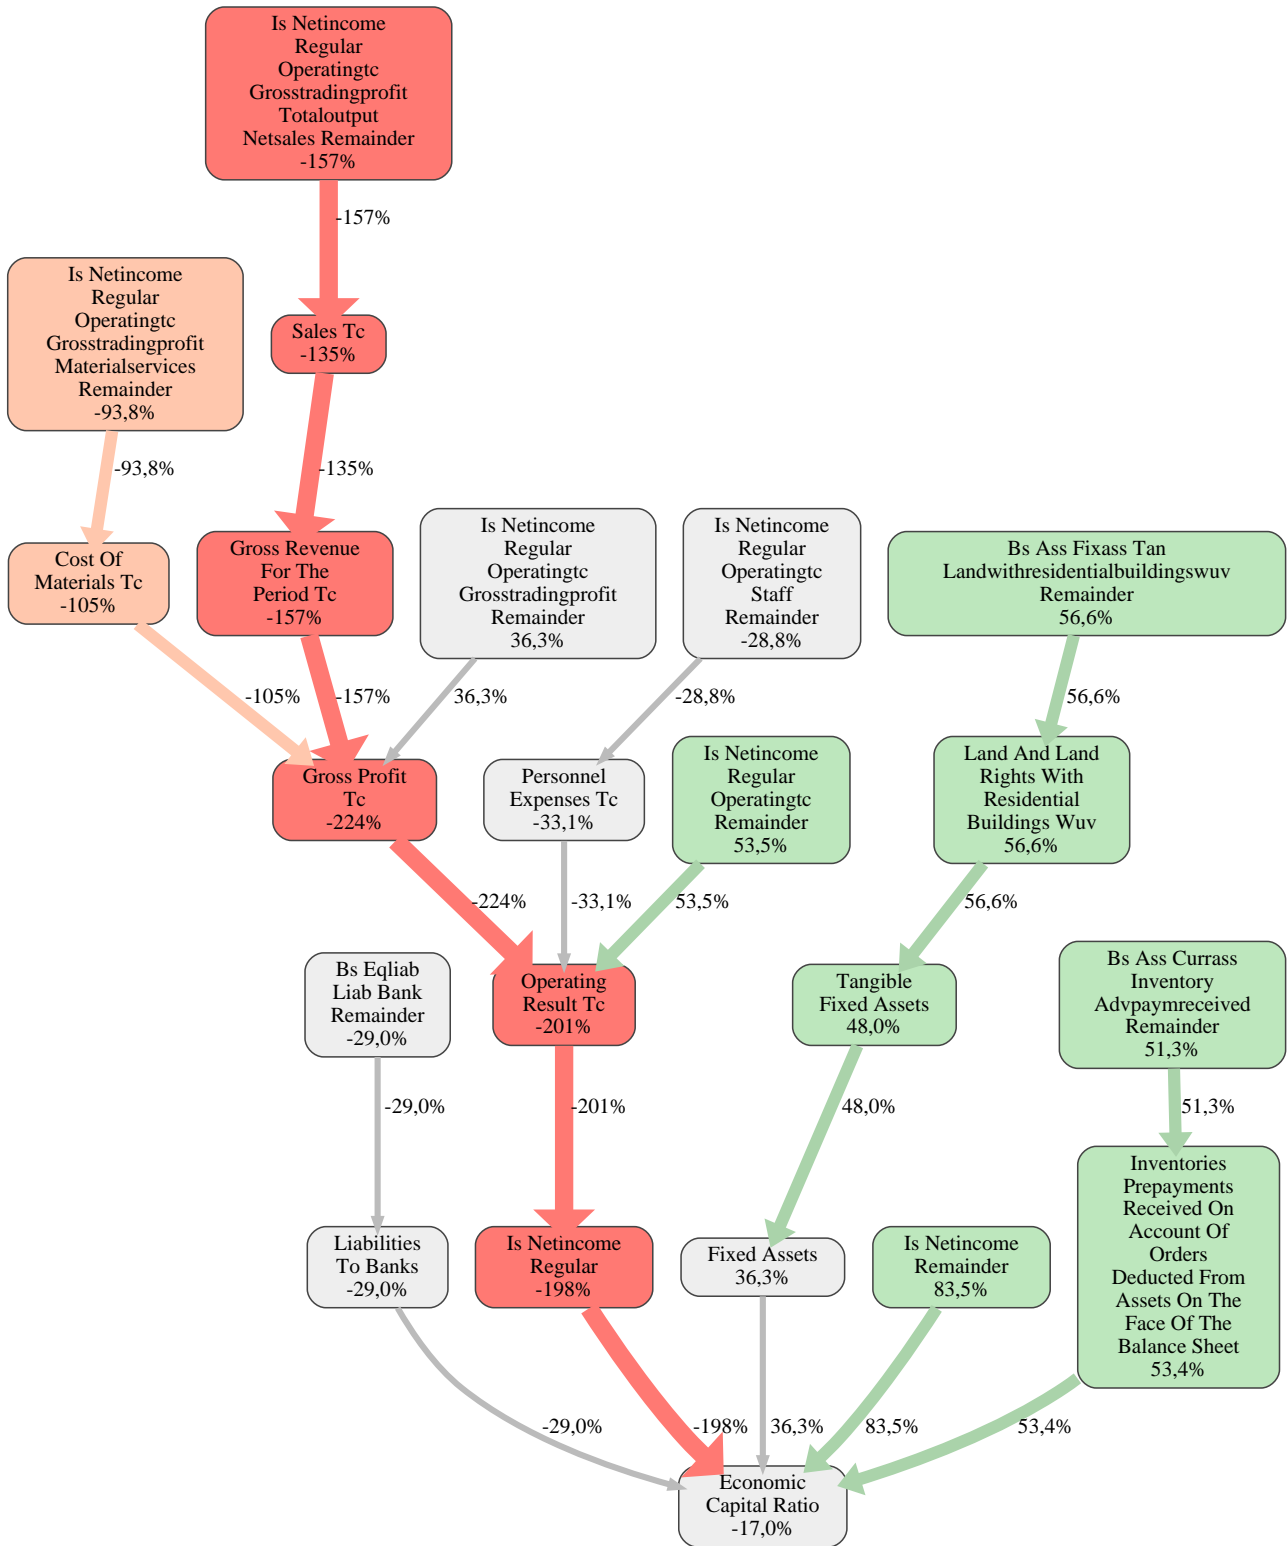 Is Netincome
Regular
Operatingtc
Grosstradingprofit
Totaloutput
Netsales Remainder
-157%
-157%
Is Netincome
Regular
Operatingtc
Grosstradingprofit
Materialservices
Remainder
-93,8%
Sales Tc
-135%
-93,8%
-135%
Cost Of
Materials Tc
-105%
Gross Revenue
For The
Period Tc
-157%
Is Netincome
Regular
Operatingtc
Grosstradingprofit
Remainder
36,3%
Is Netincome
Regular
Operatingtc
Staff
Remainder
-28,8%
Bs Ass Fixass Tan
Landwithresidentialbuildingswuv
Remainder
56,6%
-105%
-157%
36,3%
-28,8%
56,6%
Gross Profit
Tc
-224%
Personnel
Expenses Tc
-33,1%
Is Netincome
Regular
Operatingtc
Remainder
53,5%
Land And Land
Rights With
Residential
Buildings Wuv
56,6%
-224%
-33,1%
53,5%
56,6%
Bs Eqliab
Liab Bank
Remainder
-29,0%
Operating
Result Tc
-201%
Tangible
Fixed Assets
48,0%
Bs Ass Currass
Inventory
Advpaymreceived
Remainder
51,3%
-29,0%
-201%
48,0%
51,3%
Liabilities
To Banks
-29,0%
Is Netincome
Regular
-198%
Fixed Assets
36,3%
Is Netincome
Remainder
83,5%
Inventories
Prepayments
Received On
Account Of
Orders
Deducted From
Assets On The
Face Of The
Balance Sheet
53,4%
-29,0%
-198%
36,3%
83,5%
53,4%
Economic
Capital Ratio
-17,0%